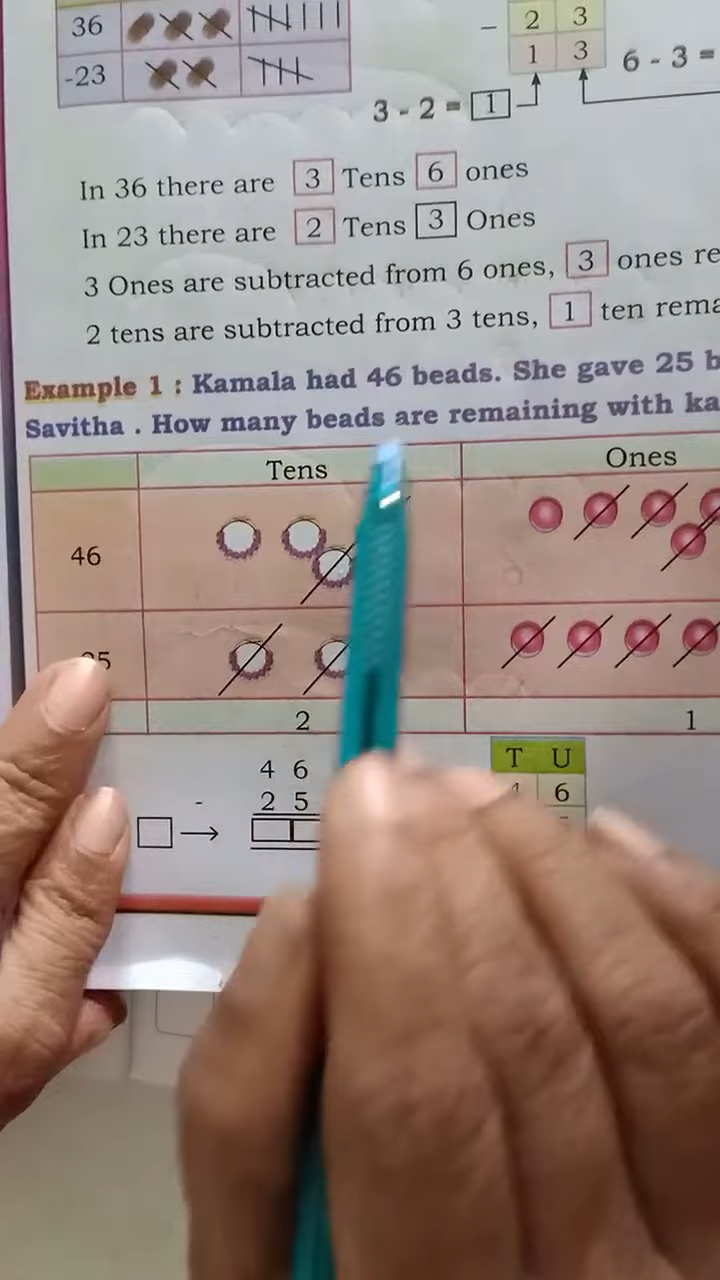 36
-23
- 2 3
1 3
6 - 3 =
3 - 2 = 1
In 36 there are 3 Tens 6 ones
In 23 there are 2 Tens 3 Ones
3 Ones are subtracted from 6 ones, 3 ones re
2 tens are subtracted from 3 tens, 1 ten rema
Example 1 : Kamala had 46 beads. She gave 25 b
Savitha . How many beads are remaining with ka
Tens Ones
46
5
2 1
4 6
- 2 5
T U
6